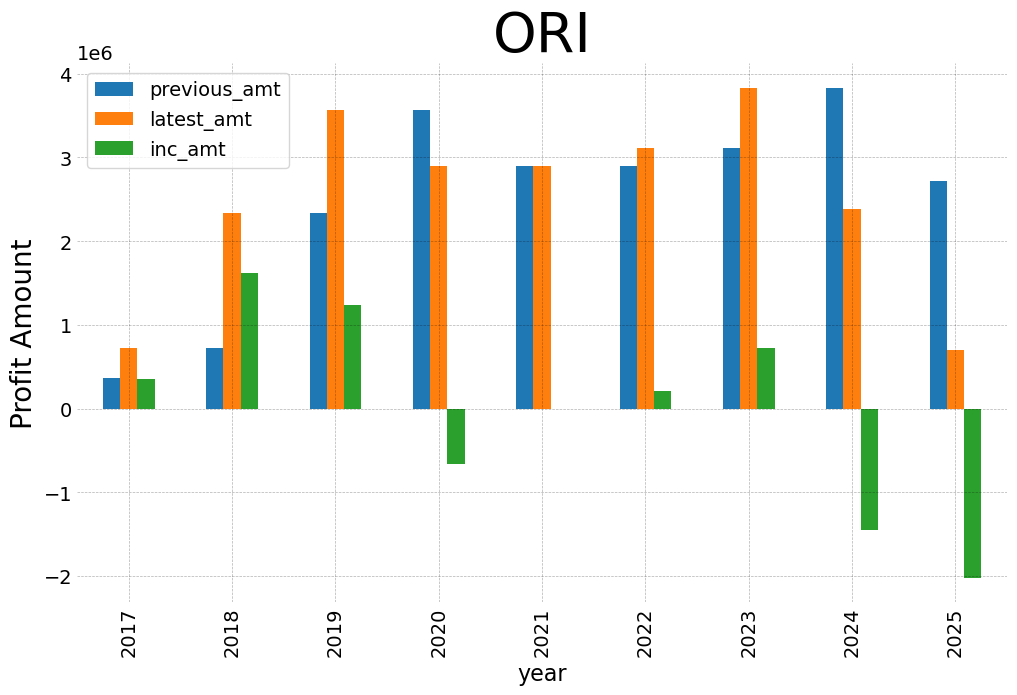 ORI
1e6
previous_amt
latest_amt
inc_amt
Profit Amount
4
3
2
1
0
−1
−2
2017 2018 2019 2020 2021 2022 2023 2024 2025
year